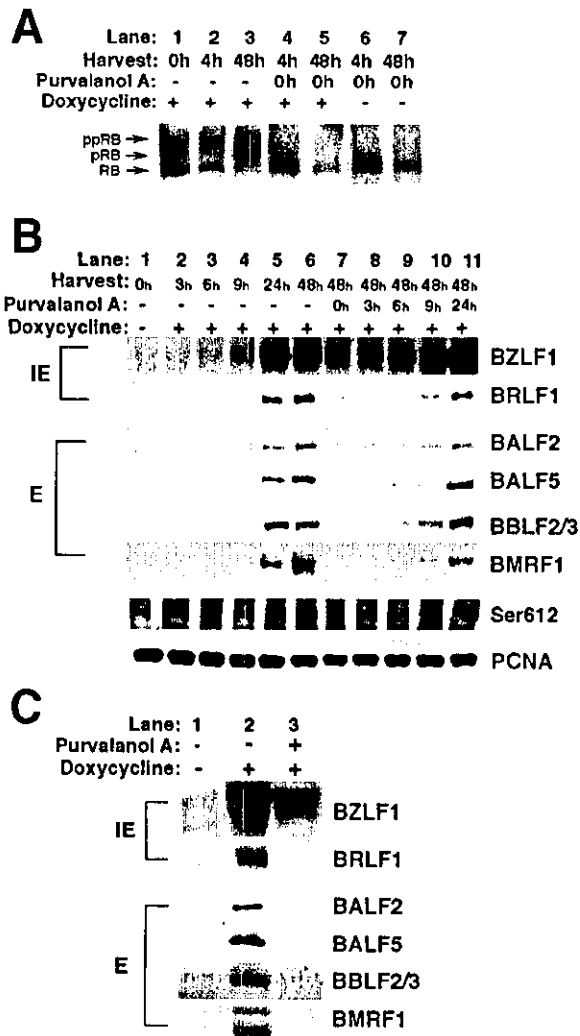 A
Lane: 1 2 3 4 5 6 7
Harvest: 0h 4h 48h 4h 48h 4h 48h
Purvalanol A: - - - 0h 0h 0h 0h
Doxycycline: + + + + + - -
ppRB →
pRB →
RB →
B
Lane: 1 2 3 4 5 6 7 8 9 10 11
Harvest: 0h 3h 6h 9h 24h 48h 48h 48h 48h 48h 48h
Purvalanol A: - - - - - - 0h 3h 6h 9h 24h
Doxycycline: - + + + + + + + + + +
IE
BZLF1
BRLF1
E
BALF2
BALF5
BBLF2/3
BMRF1
Ser612
PCNA
C
Lane: 1 2 3
Purvalanol A: - - +
Doxycycline: - + +
IE
BZLF1
BRLF1
E
BALF2
BALF5
BBLF2/3
BMRF1